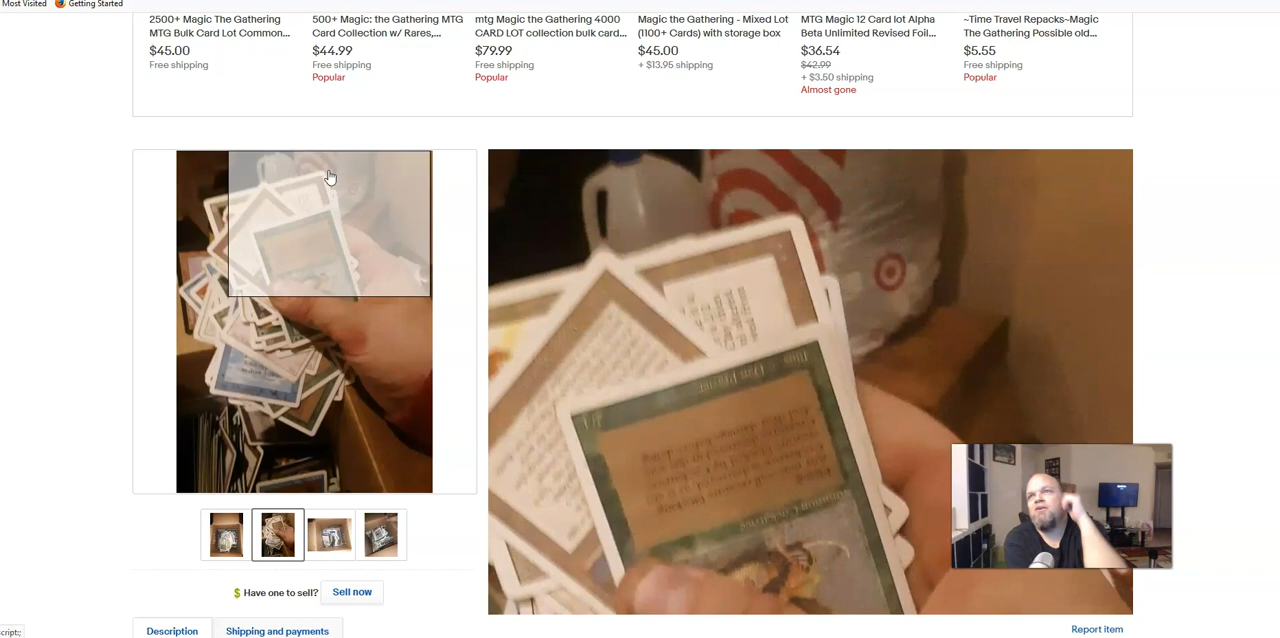 Most Visited
Getting Started
2500+ Magic The Gathering
MTG Bulk Card Lot Common...
$45.00
Free shipping
500+ Magic: the Gathering MTG
Card Collection w/ Rares,...
$44.99
Free shipping
Popular
mtg Magic the Gathering 4000
CARD LOT collection bulk card...
$79.99
Free shipping
Popular
Magic the Gathering - Mixed Lot
(1100+ Cards) with storage box
$45.00
+ $13.95 shipping
MTG Magic 12 Card lot Alpha
Beta Unlimited Revised Foil...
$36.54
$42.99
+ $3.50 shipping
Almost gone
~Time Travel Repacks~Magic
The Gathering Possible old...
$5.55
Free shipping
Popular
$ Have one to sell?
Sell now
Description
Shipping and payments
Report item
cript:;